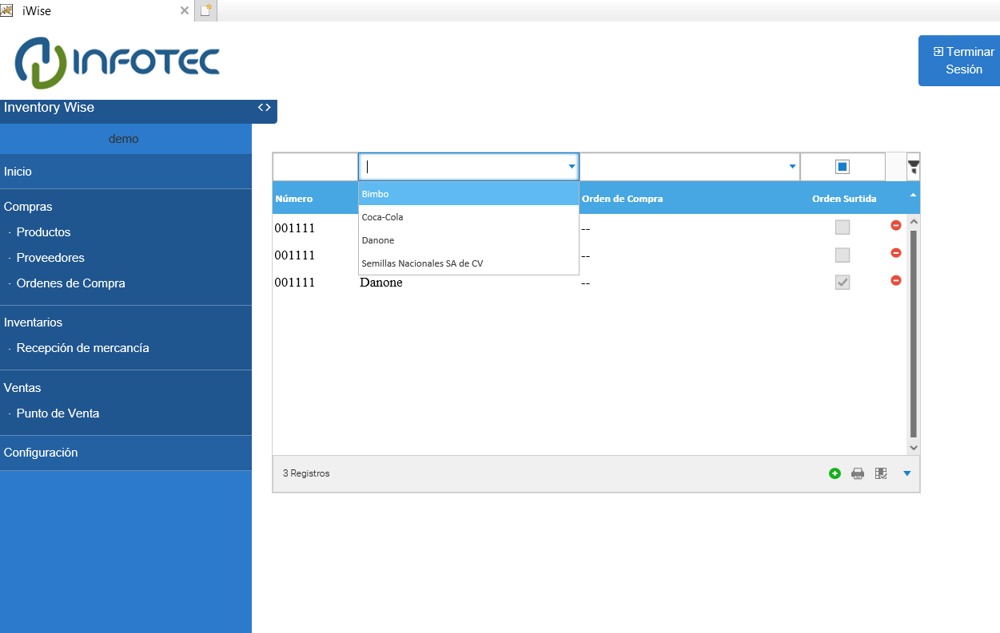 iWise
INFOTEC
Terminar
Sesión
Inventory Wise
<>
demo
Inicio
Compras
· Productos
· Proveedores
· Ordenes de Compra
Inventarios
· Recepción de mercancía
Ventas
· Punto de Venta
Configuración
Número
Orden de Compra
Orden Surtida
Bimbo
Coca-Cola
Danone
Semillas Nacionales SA de CV
001111 --
001111 --
001111 Danone --
3 Registros